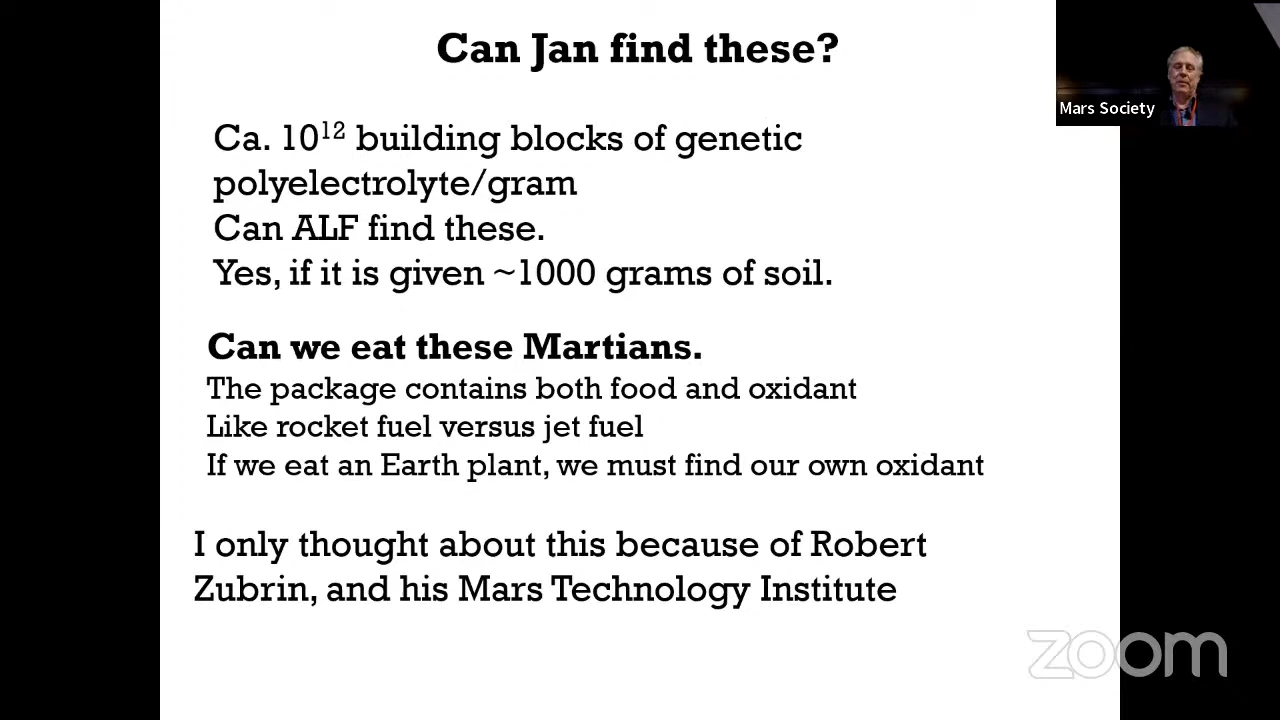 Can Jan find these?
Mars Society
Ca. 10¹² building blocks of genetic
polyelectrolyte/gram
Can ALF find these.
Yes, if it is given ~1000 grams of soil.
Can we eat these Martians.
The package contains both food and oxidant
Like rocket fuel versus jet fuel
If we eat an Earth plant, we must find our own oxidant
I only thought about this because of Robert
Zubrin, and his Mars Technology Institute
zoom